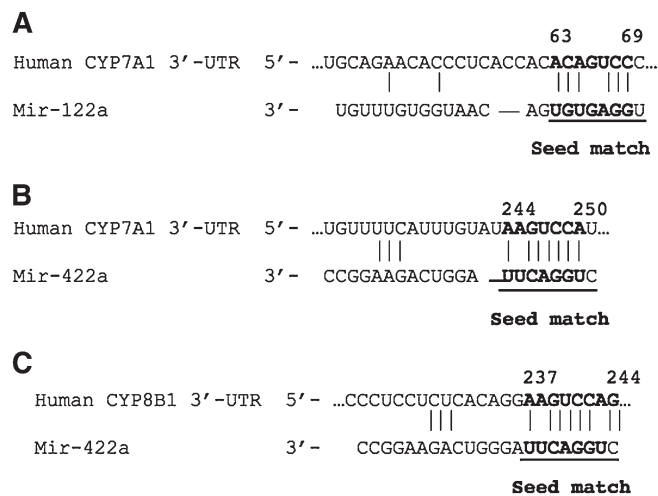 A
63 69
Human CYP7A1 3'-UTR 5'- …UGCAGAACACCCUCACCACACAGUCCC…
Mir-122a 3'- UGUUUGUGGUAAC — AGUGUGAGGU
Seed match
B
244 250
Human CYP7A1 3'-UTR 5'- …UGUUUUCAUUUGUAUAAGUCCAU…
Mir-422a 3'- CCGGAAGACUGGA —UUCAGGUC
Seed match
C
237 244
Human CYP8B1 3'-UTR 5'- …CCCUCCUCUCACAGGAAGUCCAG…
Mir-422a 3'- CCGGAAGACUGGGAUUCAGGUC
Seed match